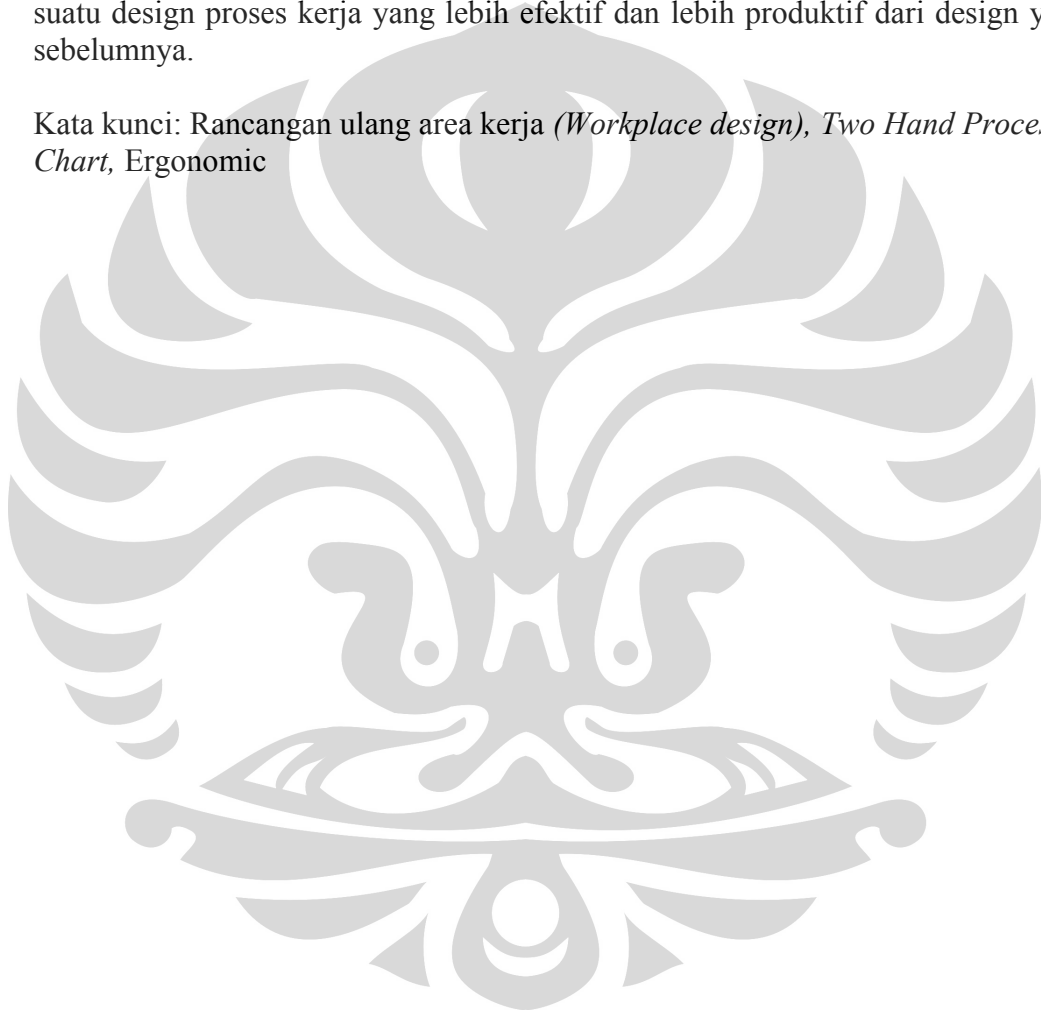 suatu design proses kerja yang lebih efektif dan lebih produktif dari design y
sebelumnya.
Kata kunci: Rancangan ulang area kerja (Workplace design), Two Hand Proce
Chart, Ergonomic